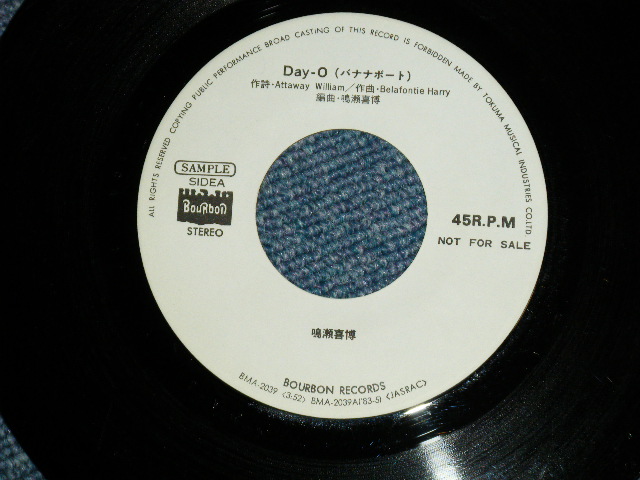 ALL RIGHTS RESERVED COPYING PUBLIC PERFORMANCE BROAD CASTING OF THIS RECORD IS FORBIDDEN MADE BY TOKUMA MUSICAL INDUSTRIES CO.LTD.
Day-O (バナナボート)
作詩・Attaway William／作曲・Belafontie Harry
編曲・鳴瀬喜博
SAMPLE
SIDEA
BouRbon
STEREO
45R.P.M
NOT FOR SALE
鳴瀬喜博
BOURBON RECORDS
BMA-2039 〈3:52〉 BMA-2039A('83·5) 〈JASRAC〉